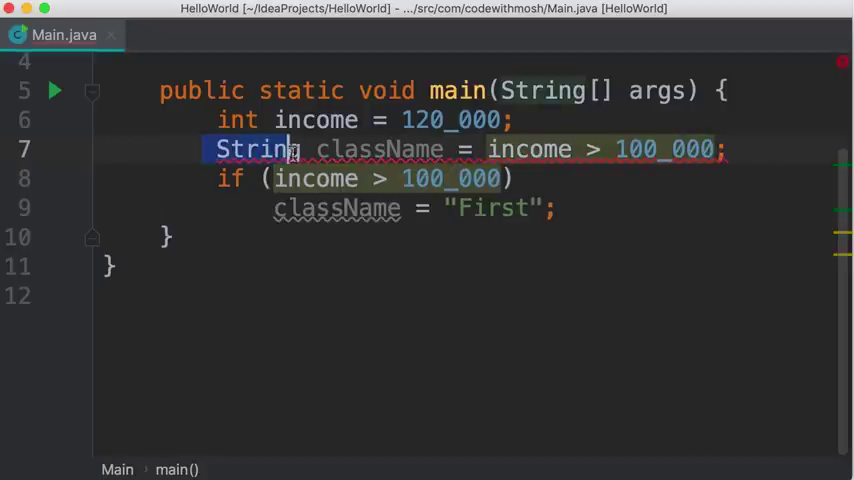 HelloWorld [~/IdeaProjects/HelloWorld] - .../src/com/codewithmosh/Main.java [HelloWorld]
Main.java
4
5 public static void main(String[] args) {
6 int income = 120_000;
7 String className = income > 100_000;
8 if (income > 100_000)
9 className = "First";
10 }
11 }
12
Main main()